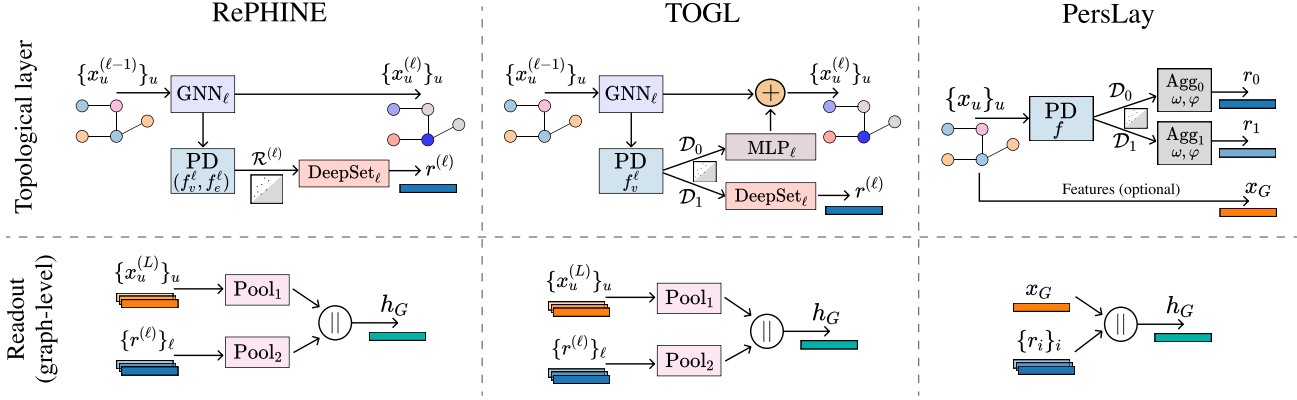 RePHINE
TOGL
PersLay
Topological layer
{x_u^{(ℓ−1)}}_u
GNN_ℓ
{x_u^{(ℓ)}}_u
PD
(f_v^ℓ, f_e^ℓ)
R^{(ℓ)}
DeepSet_ℓ
r^{(ℓ)}
{x_u^{(ℓ−1)}}_u
GNN_ℓ
+
{x_u^{(ℓ)}}_u
PD
f_v^ℓ
D_0
MLP_ℓ
D_1
DeepSet_ℓ
r^{(ℓ)}
{x_u}_u
PD
f
D_0
Agg_0
ω, φ
r_0
D_1
Agg_1
ω, φ
r_1
Features (optional)
x_G
Readout
(graph-level)
{x_u^{(L)}}_u
Pool_1
{r^{(ℓ)}}_ℓ
Pool_2
||
h_G
{x_u^{(L)}}_u
Pool_1
{r^{(ℓ)}}_ℓ
Pool_2
||
h_G
x_G
{r_i}_i
||
h_G